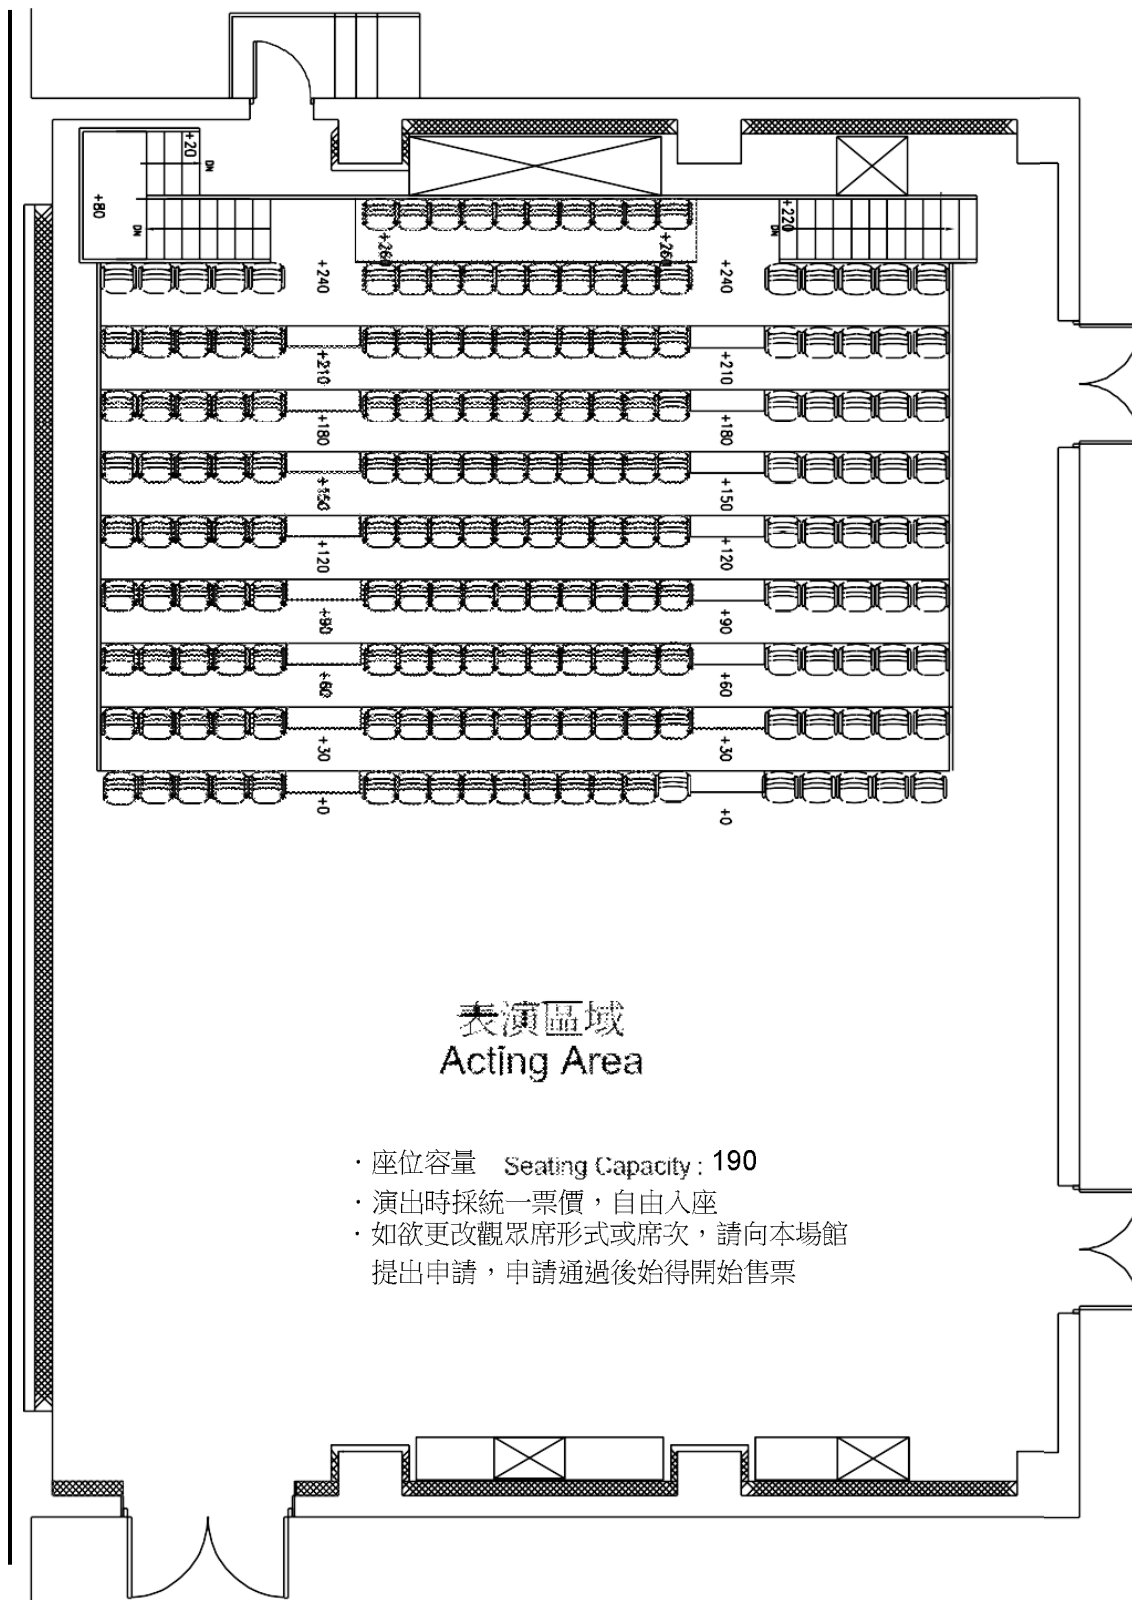 +20
DN
+80
DN
+220
DN
+260 +260
+240 +240
+210 +210
+180 +180
+150 +150
+120 +120
+90 +90
+60 +60
+30 +30
+0 +0
表演區域
Acting Area
·座位容量 Seating Capacity : 190
·演出時採統一票價，自由入座
·如欲更改觀眾席形式或席次，請向本場館
提出申請，申請通過後始得開始售票